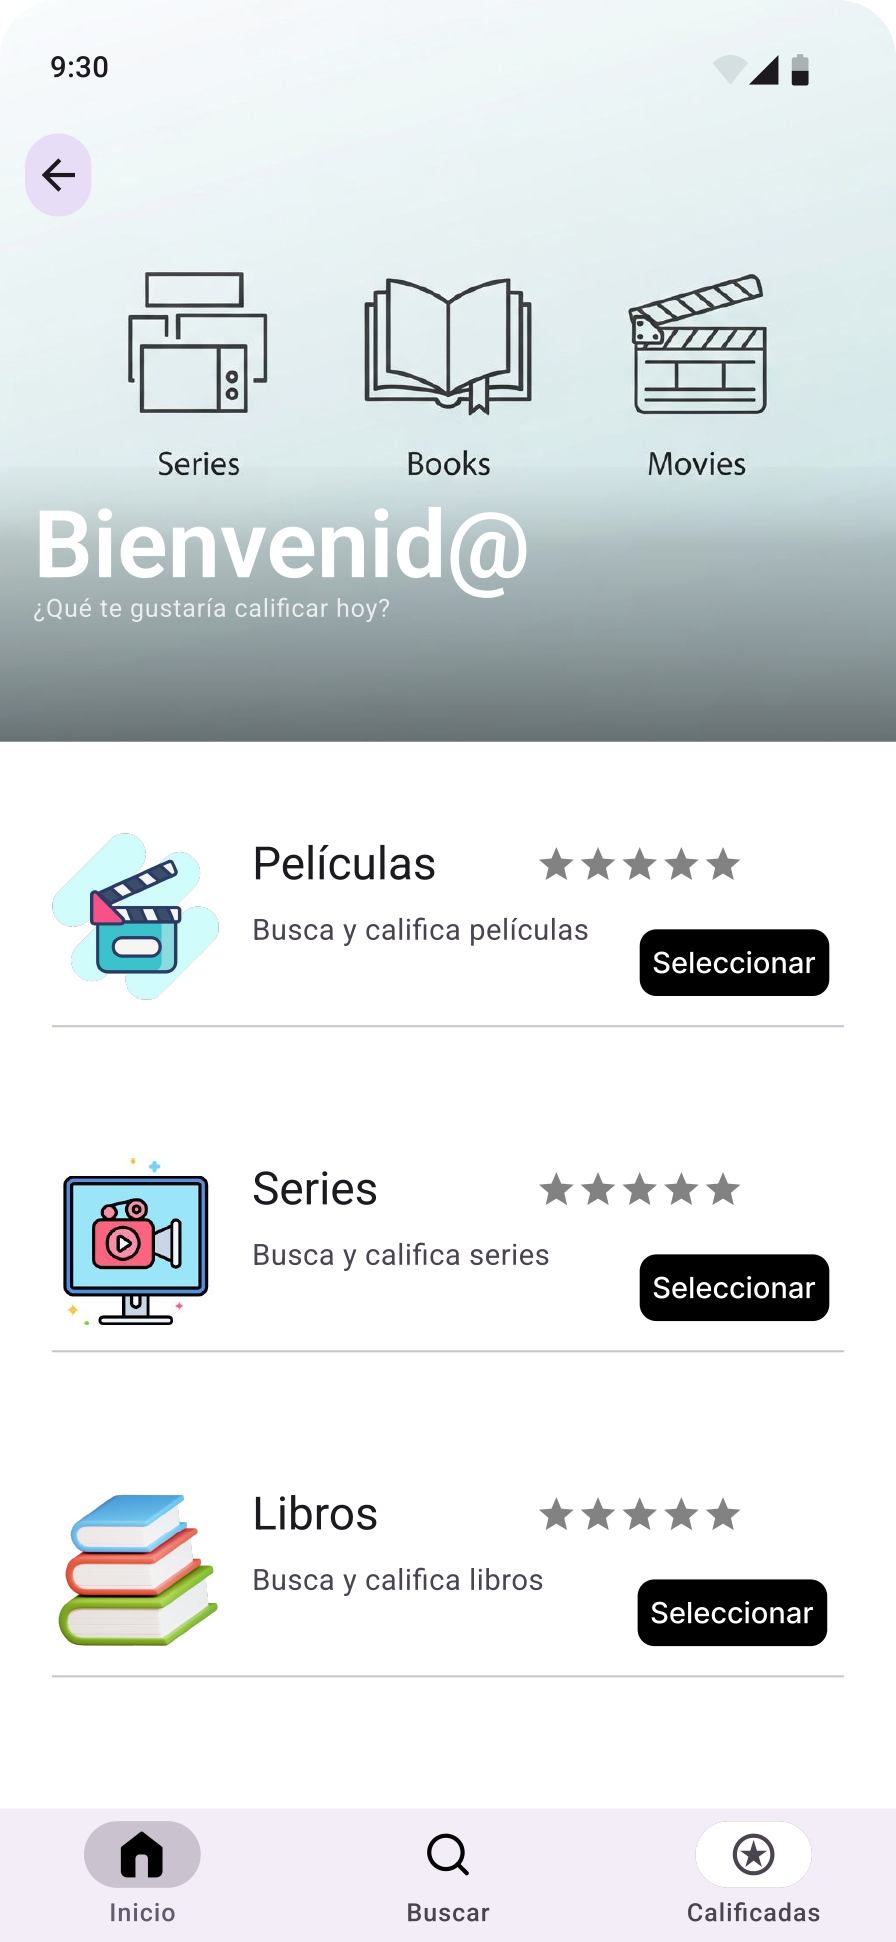 9:30
Series Books Movies
Bienvenid@
¿Qué te gustaría calificar hoy?
Películas
Busca y califica películas
Seleccionar
Series
Busca y califica series
Seleccionar
Libros
Busca y califica libros
Seleccionar
Inicio Buscar Calificadas